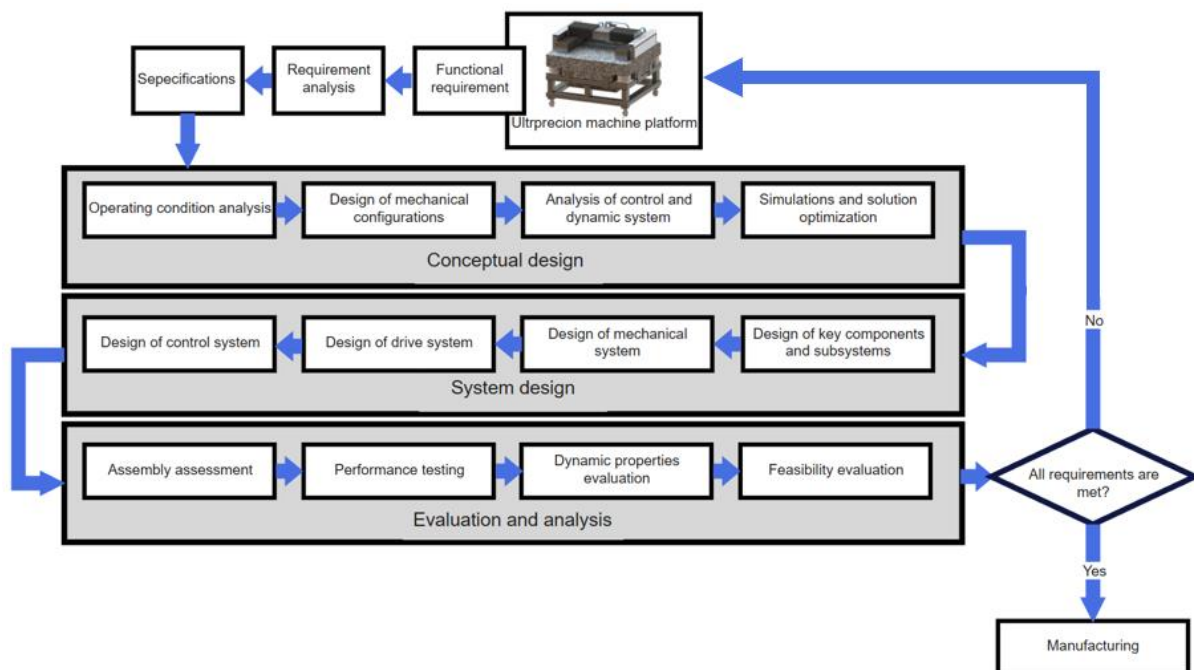 Sepecifications
Requirement
analysis
Functional
requirement
Ultrprecion machine platform
Operating condition analysis
Design of mechanical
configurations
Analysis of control and
dynamic system
Simulations and solution
optimization
Conceptual design
Design of control system
Design of drive system
Design of mechanical
system
Design of key components
and subsystems
System design
No
Assembly assessment
Performance testing
Dynamic properties
evaluation
Feasibility evaluation
Evaluation and analysis
All requirements are
met?
Yes
Manufacturing